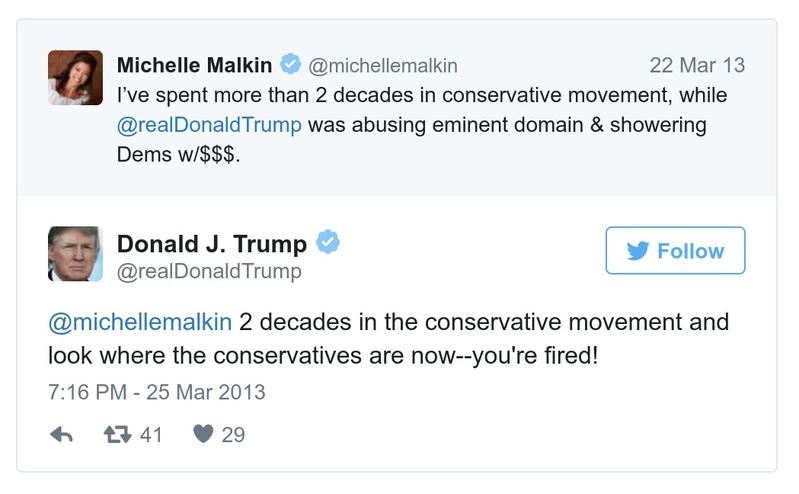 Michelle Malkin @michellemalkin 22 Mar 13
I’ve spent more than 2 decades in conservative movement, while
@realDonaldTrump was abusing eminent domain & showering
Dems w/$$$.
Donald J. Trump
@realDonaldTrump
Follow
@michellemalkin 2 decades in the conservative movement and
look where the conservatives are now--you're fired!
7:16 PM - 25 Mar 2013
41 29